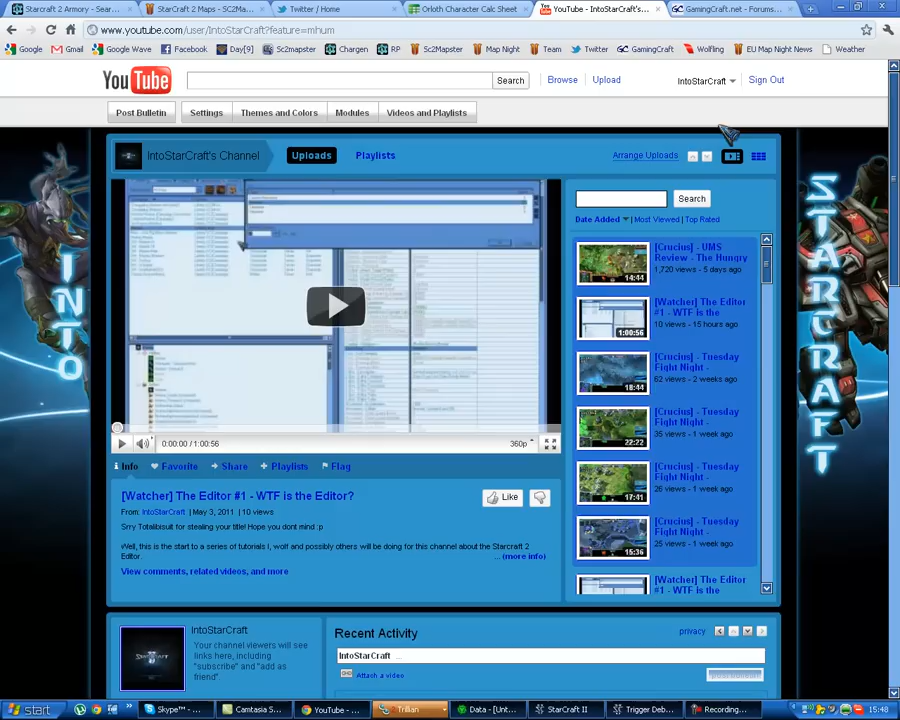 Starcraft 2 Armory - Sear...
StarCraft 2 Maps - SC2Ma...
Twitter / Home
Orloth Character Calc Sheet
YouTube - IntoStarCraft's...
GamingCraft.net - Forums...
www.youtube.com/user/IntoStarCraft?feature=mhum
Google
Gmail
Google Wave
Facebook
Day[9]
Sc2mapster
Chargen
RP
Sc2Master
Map Night
Team
Twitter
GamingCraft
Wolfling
EU Map Night News
Weather
YouTube
Search
Browse
Upload
IntoStarCraft
Sign Out
Post Bulletin
Settings
Themes and Colors
Modules
Videos and Playlists
IntoStarCraft's Channel
Uploads
Playlists
Arrange Uploads
INTO
STARCRAFT
Search
Date Added
Most Viewed
Top Rated
[Crucius] - UMS
Review - The Hungry
1,720 views - 5 days ago
14:44
[Watcher] The Editor
#1 - WTF is the
10 views - 15 hours ago
1:00:56
[Crucius] - Tuesday
Fight Night -
62 views - 2 weeks ago
18:44
[Crucius] - Tuesday
Fight Night -
35 views - 1 week ago
22:22
[Crucius] - Tuesday
Fight Night -
26 views - 1 week ago
17:41
[Crucius] - Tuesday
Fight Night -
25 views - 1 week ago
15:36
[Watcher] The Editor
#1 - WTF is the
0:00:00 / 1:00:56
360p
Info
Favorite
Share
Playlists
Flag
[Watcher] The Editor #1 - WTF is the Editor?
From: IntoStarCraft | May 3, 2011 | 10 views
Like
Srry Totalibisuit for stealing your title! Hope you dont mind :p
Well, this is the start to a series of tutorials I, wolf and possibly others will be doing for this channel about the Starcraft 2
Editor.
... (more info)
View comments, related videos, and more
IntoStarCraft
Your channel viewers will see
links here, including
"subscribe" and "add as
friend".
Recent Activity
privacy
IntoStarCraft ...
Attach a video
start
Skype™ - ...
Camtasia S...
YouTube - ...
Trillian
Data - [Unt...
StarCraft II
Trigger Deb...
Recording...
15:48